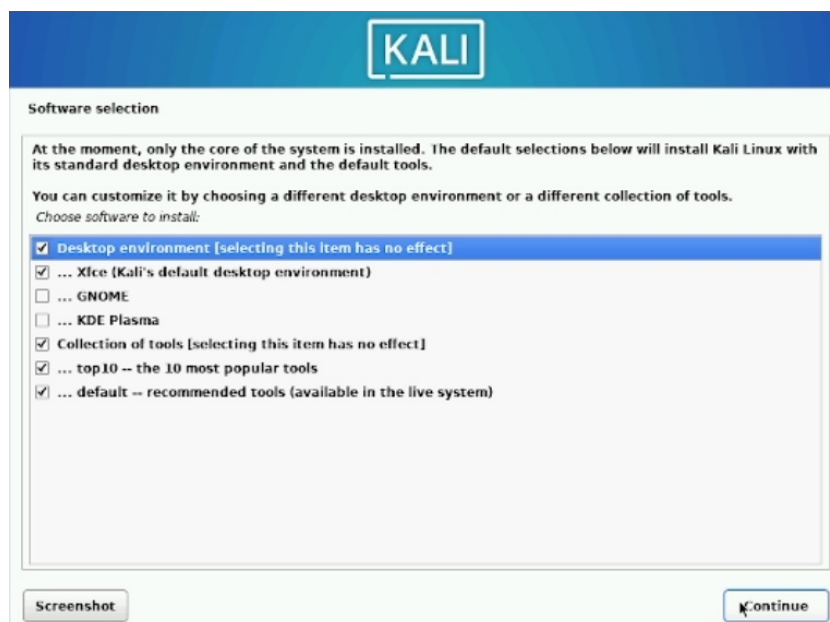 KALI
Software selection
At the moment, only the core of the system is installed. The default selections below will install Kali Linux with
its standard desktop environment and the default tools.
You can customize it by choosing a different desktop environment or a different collection of tools.
Choose software to install:
Desktop environment [selecting this item has no effect]
... Xfce (Kali's default desktop environment)
... GNOME
... KDE Plasma
Collection of tools [selecting this item has no effect]
... top10 -- the 10 most popular tools
... default -- recommended tools (available in the live system)
Screenshot
Continue